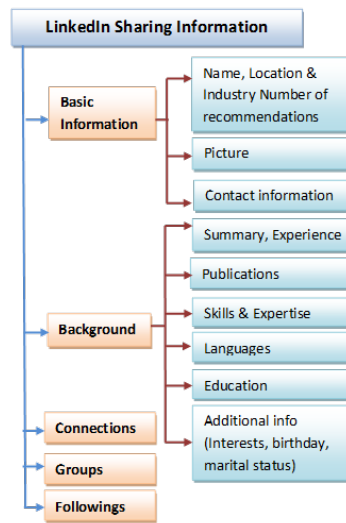 LinkedIn Sharing Information
Basic
Information
Name, Location &
Industry Number of
recommendations
Picture
Contact information
Background
Summary, Experience
Publications
Skills & Expertise
Languages
Education
Additional info
(Interests, birthday,
marital status)
Connections
Groups
Followings